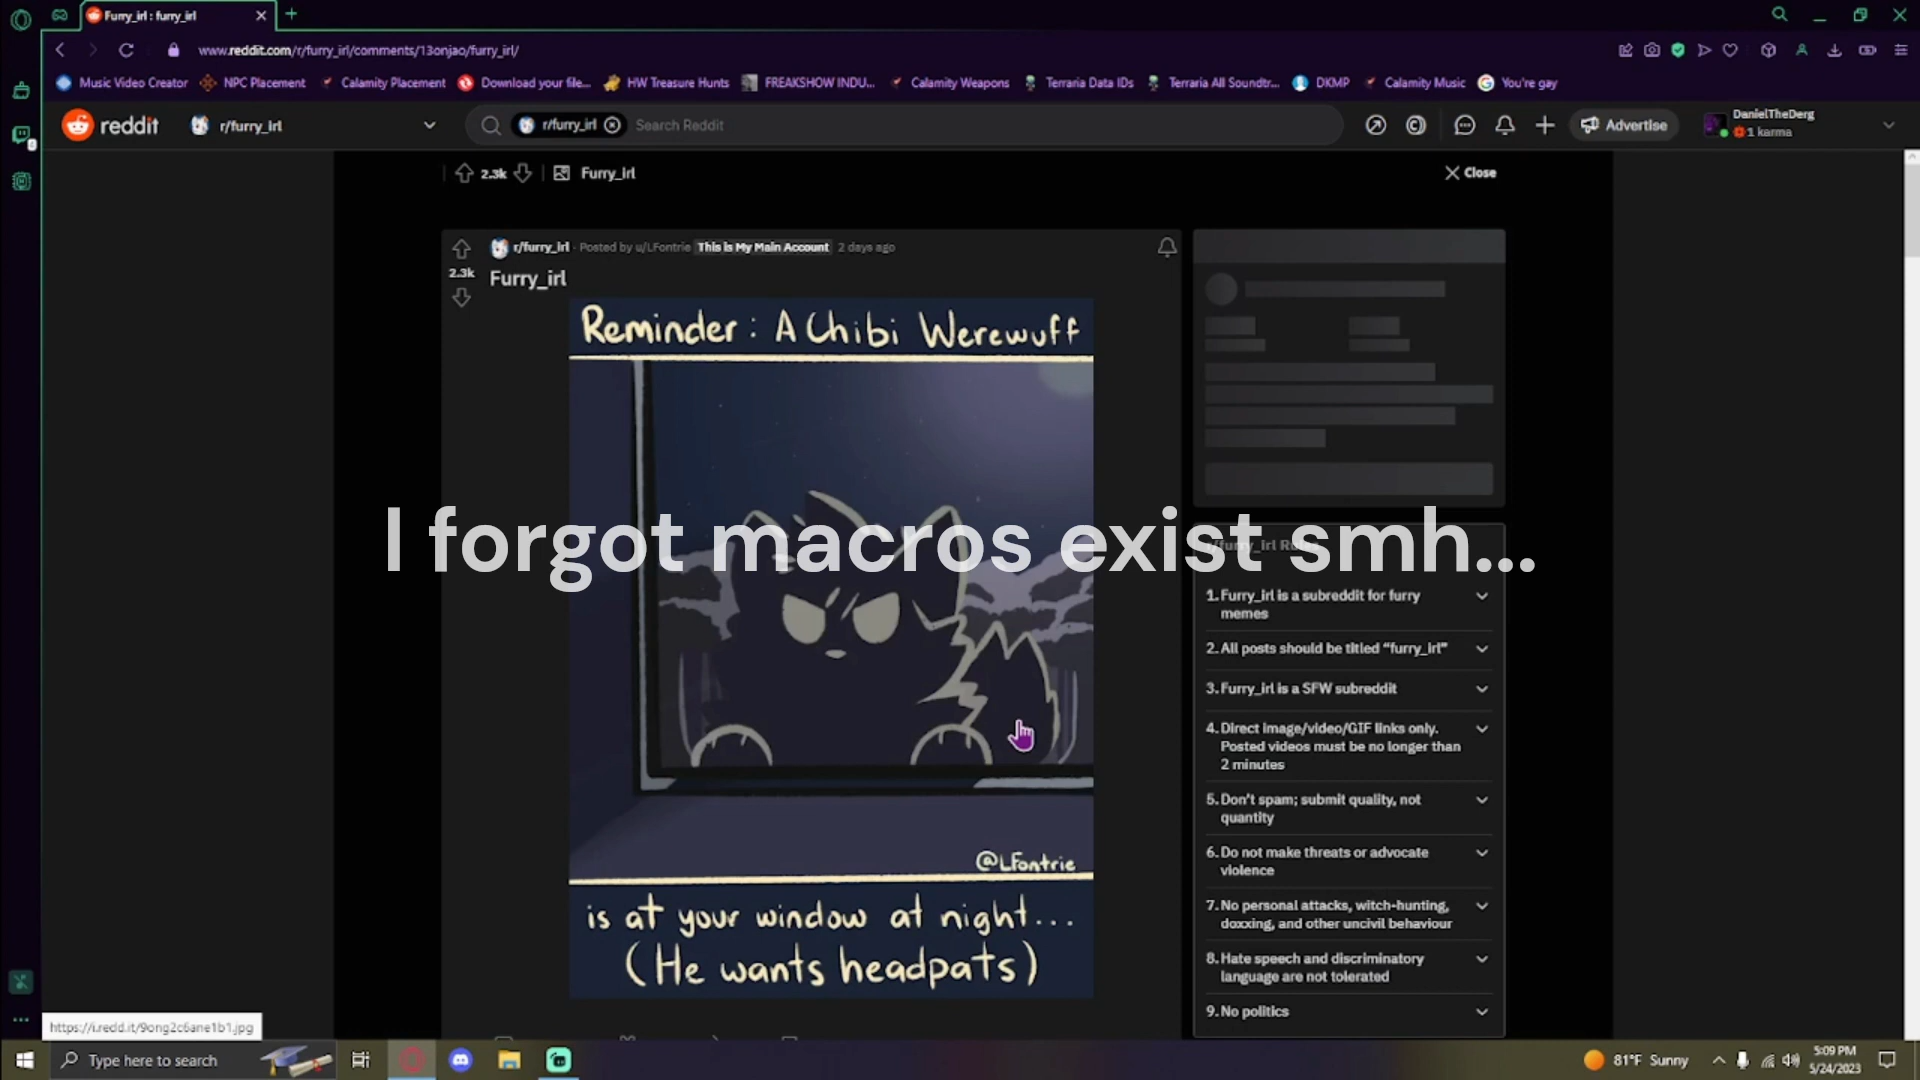 Furry_irl : furry_irl
www.reddit.com/r/furry_irl/comments/13onjao/furry_irl/
Music Video Creator
NPC Placement
Calamity Placement
Download your file...
HW Treasure Hunts
FREAKSHOW INDU...
Calamity Weapons
Terraria Data IDs
Terraria All Soundtr...
DKMP
Calamity Music
You're gay
reddit
r/furry_irl
r/furry_irl
Search Reddit
Advertise
DanielTheDerg
1 karma
2.3k
Furry_irl
Close
r/furry_irl · Posted by u/LFontrie This is My Main Account 2 days ago
2.3k
Furry_irl
Reminder: A Chibi Werewuff
I forgot macros exist smh...
@LFontrie
is at your window at night...
(He wants headpats)
1. Furry_irl is a subreddit for furry
memes
2. All posts should be titled “furry_irl”
3. Furry_irl is a SFW subreddit
4. Direct image/video/GIF links only.
Posted videos must be no longer than
2 minutes
5. Don't spam; submit quality, not
quantity
6. Do not make threats or advocate
violence
7. No personal attacks, witch-hunting,
doxxing, and other uncivil behaviour
8. Hate speech and discriminatory
language are not tolerated
9. No politics
https://i.redd.it/9ong2c6ane1b1.jpg
Type here to search
81°F Sunny
5:09 PM
5/24/2023